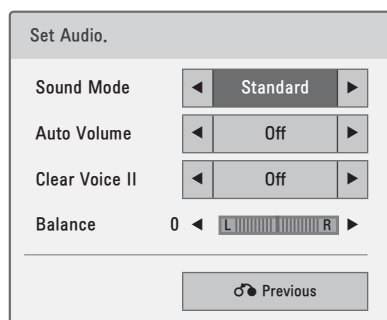 Set Audio.
Sound Mode ◀ Standard ▶
Auto Volume ◀ Off ▶
Clear Voice II ◀ Off ▶
Balance 0 ◀ L R ▶
Previous